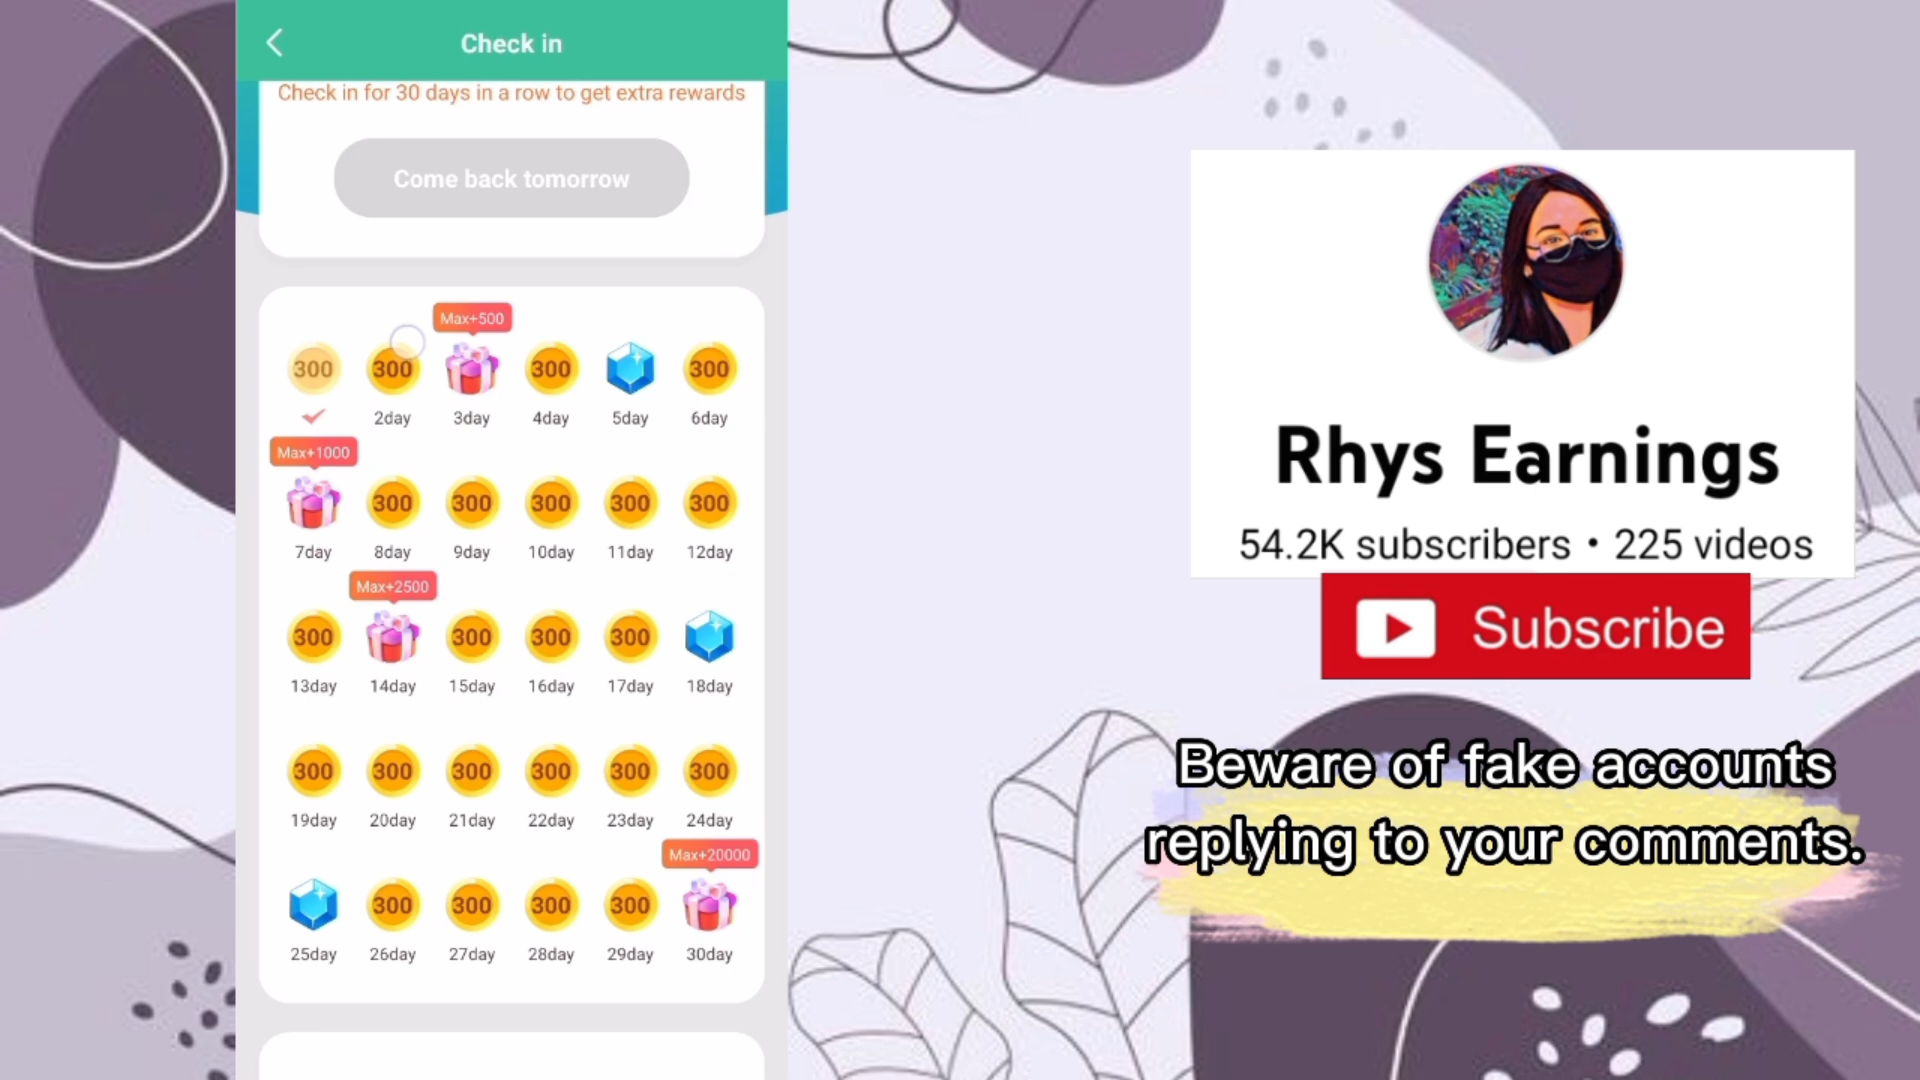 Check in
Check in for 30 days in a row to get extra rewards
Come back tomorrow
Max+500
300 300 300 300
2day 3day 4day 5day 6day
Max+1000
300 300 300 300 300
7day 8day 9day 10day 11day 12day
Max+2500
300 300 300 300
13day 14day 15day 16day 17day 18day
300 300 300 300 300 300
19day 20day 21day 22day 23day 24day
Max+20000
300 300 300 300
25day 26day 27day 28day 29day 30day
Rhys Earnings
54.2K subscribers • 225 videos
Subscribe
Beware of fake accounts
replying to your comments.